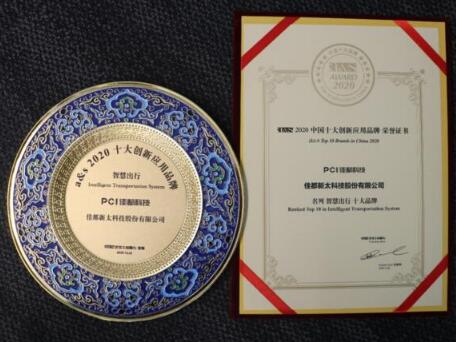 a&s 2020 十大创新应用品牌
智慧出行
Intelligent Transportation System
PCI佳都科技
佳都新太科技股份有限公司
a&s
AWARD
2020
a&s 2020 中国十大创新应用品牌 荣誉证书
a&s Top 10 Brands in China 2020
PCI佳都科技
佳都新太科技股份有限公司
名列 智慧出行 十大品牌
Ranked Top 10 in Intelligent Transportation System